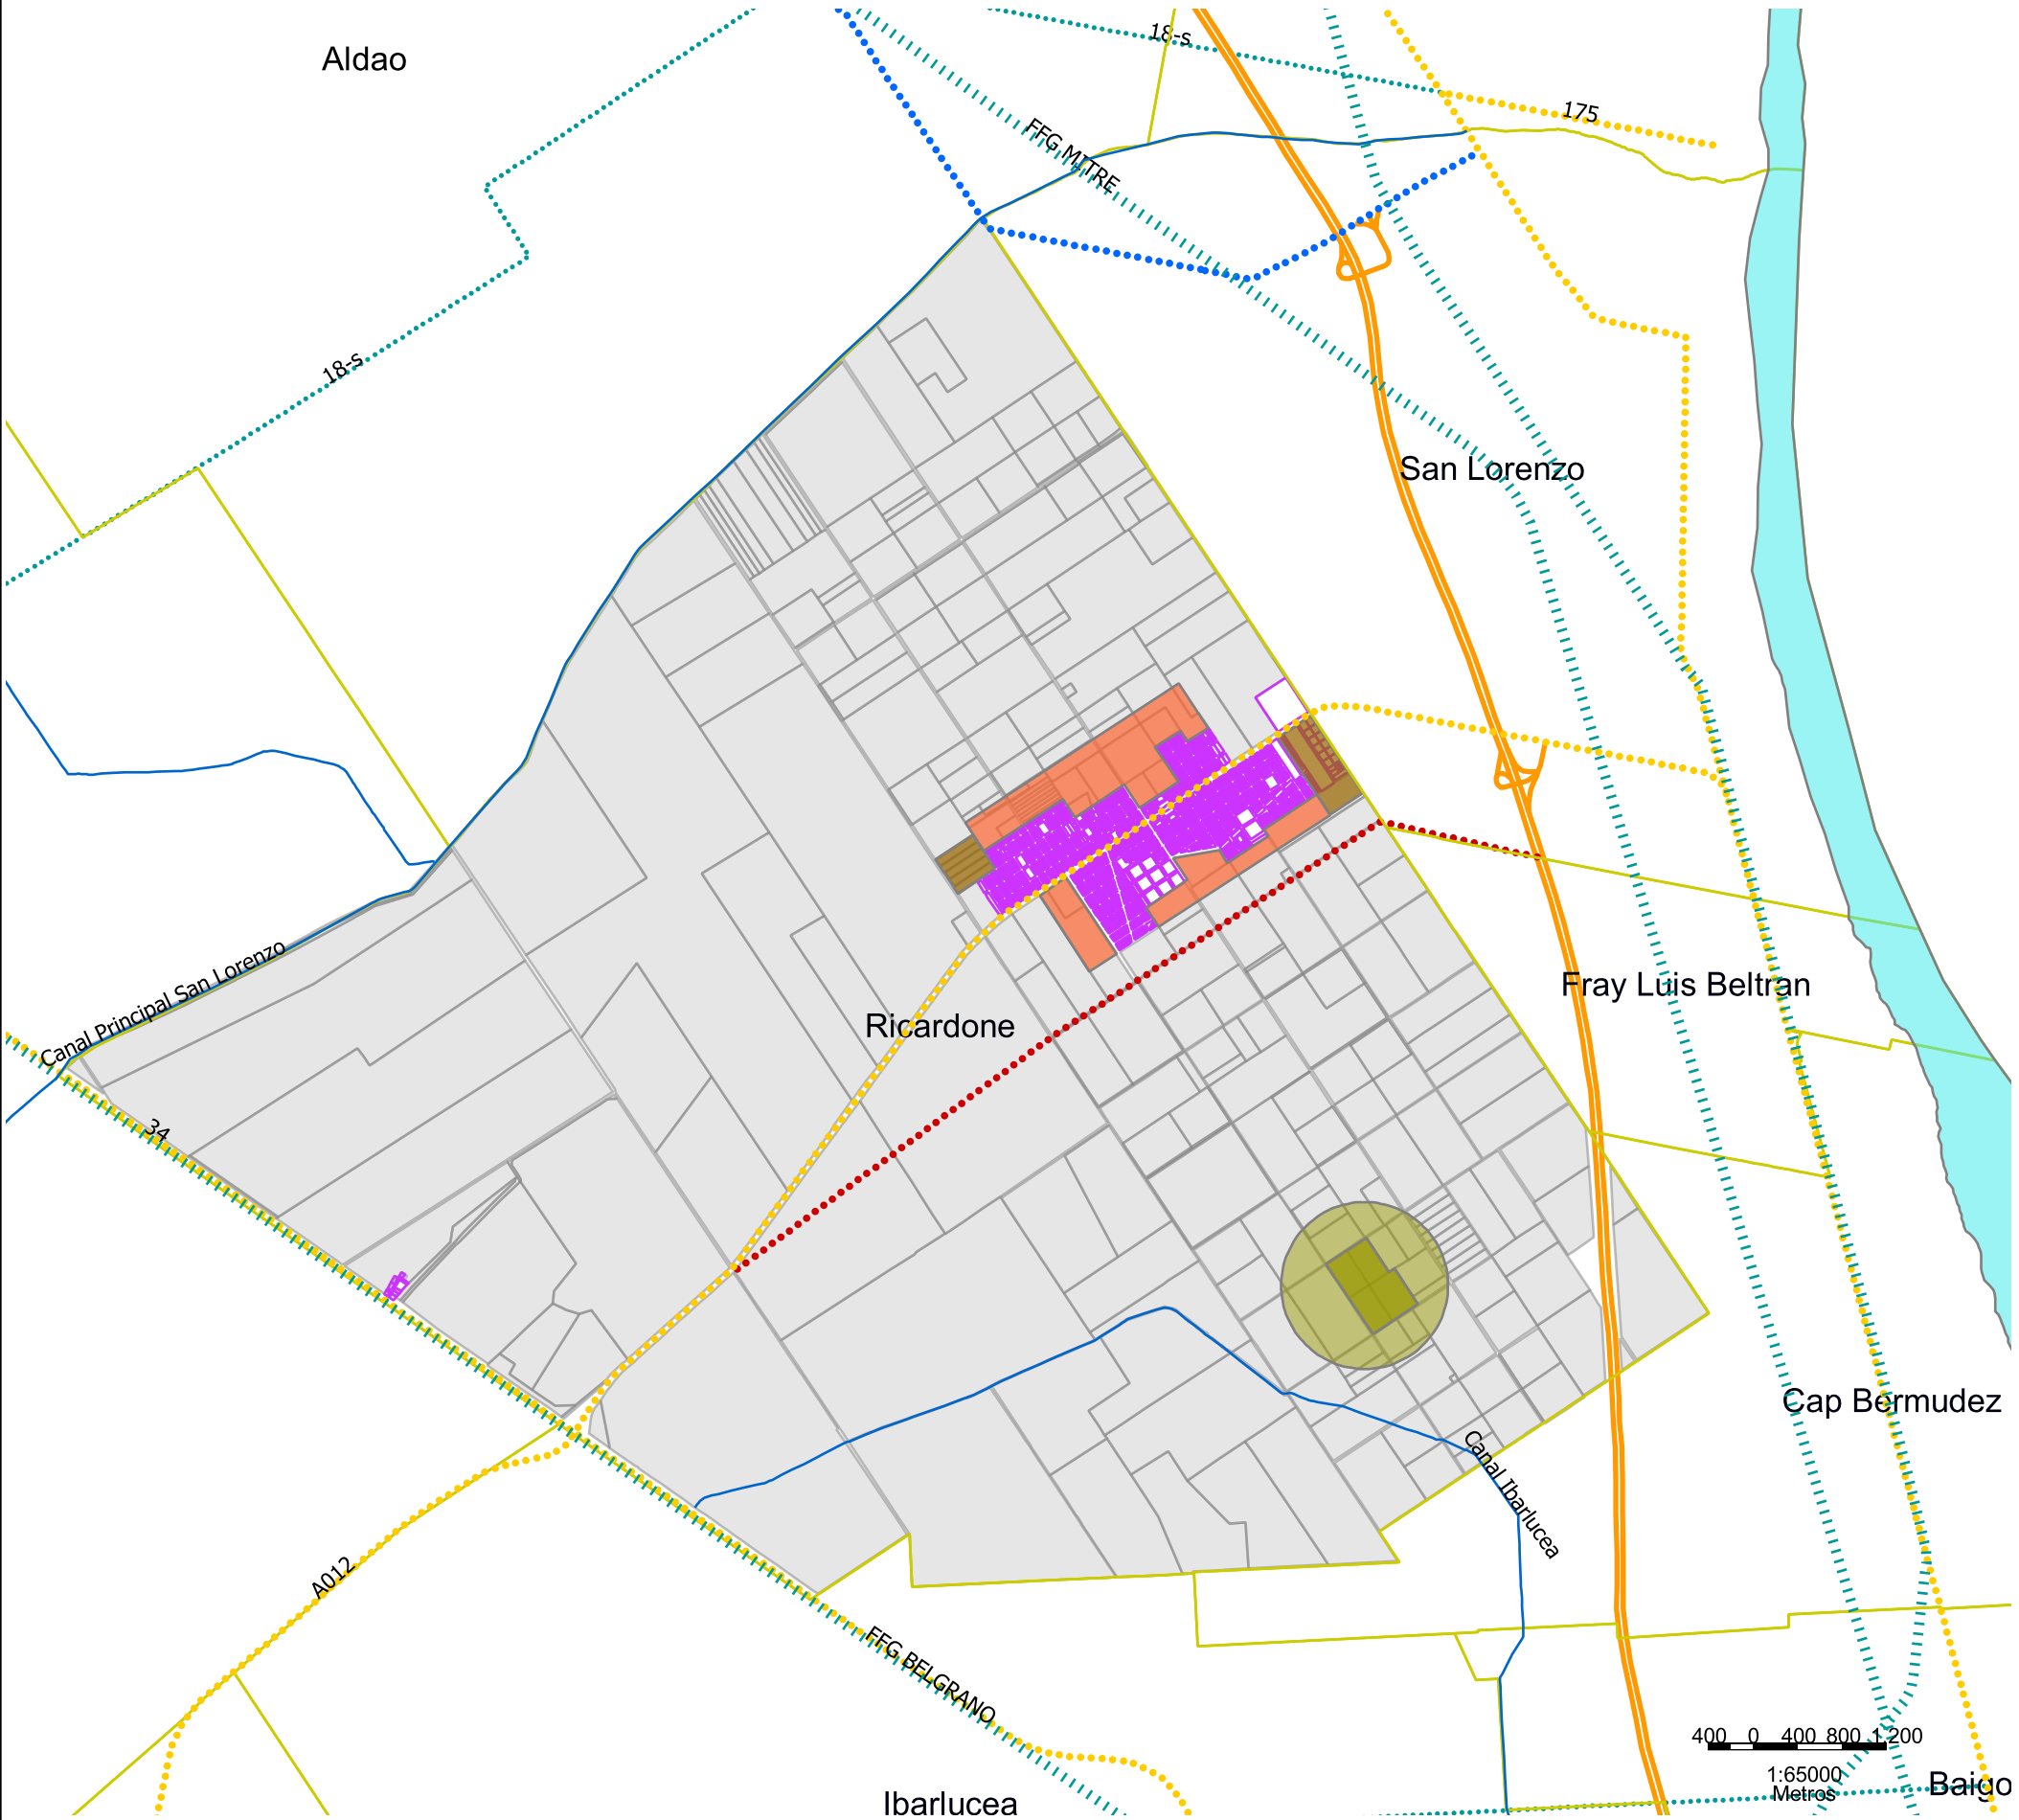 Aldao
18-s
175
FFG MITRE
18-s
San Lorenzo
Canal Principal San Lorenzo
Fray Luis Beltran
Ricardone
34
Cap Bermudez
Canal Ibarlucea
A012
FFG BELGRANO
400 0 400 800 1 200
1:65000
Metros
Baigo
Ibarlucea